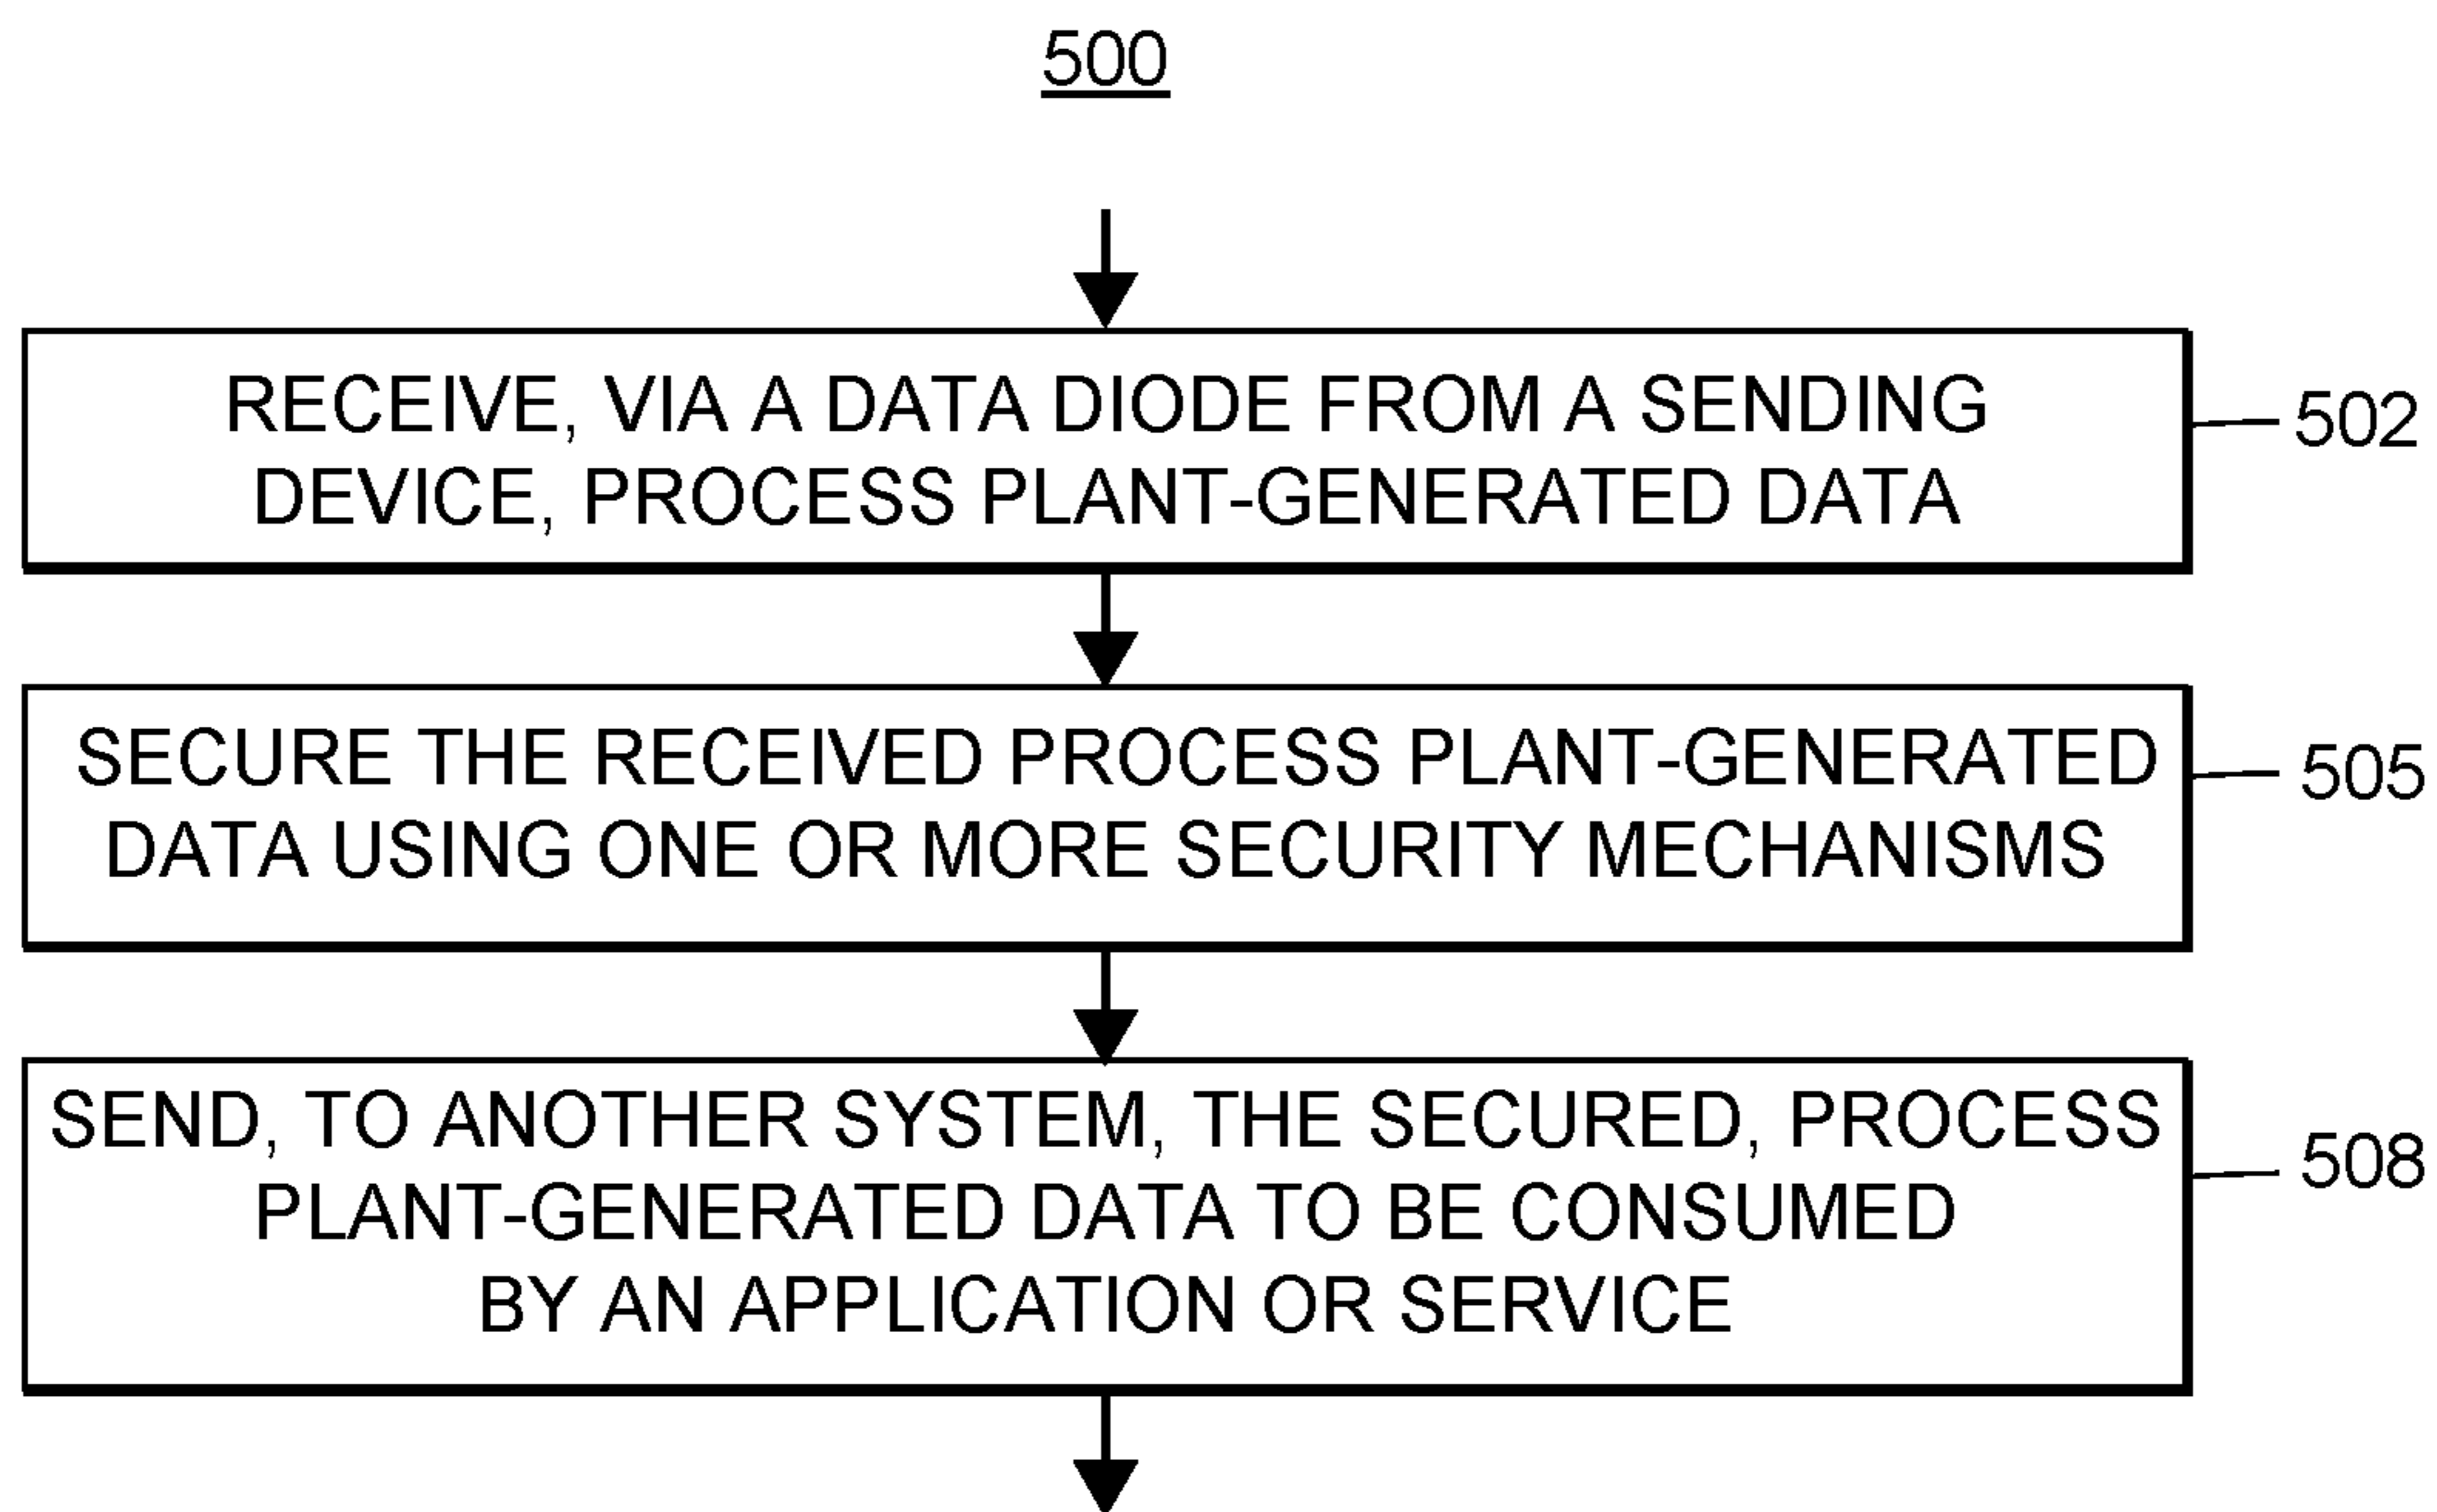 500
RECEIVE, VIA A DATA DIODE FROM A SENDING
DEVICE, PROCESS PLANT-GENERATED DATA
502
SECURE THE RECEIVED PROCESS PLANT-GENERATED
DATA USING ONE OR MORE SECURITY MECHANISMS
505
SEND, TO ANOTHER SYSTEM, THE SECURED, PROCESS
PLANT-GENERATED DATA TO BE CONSUMED
BY AN APPLICATION OR SERVICE
508